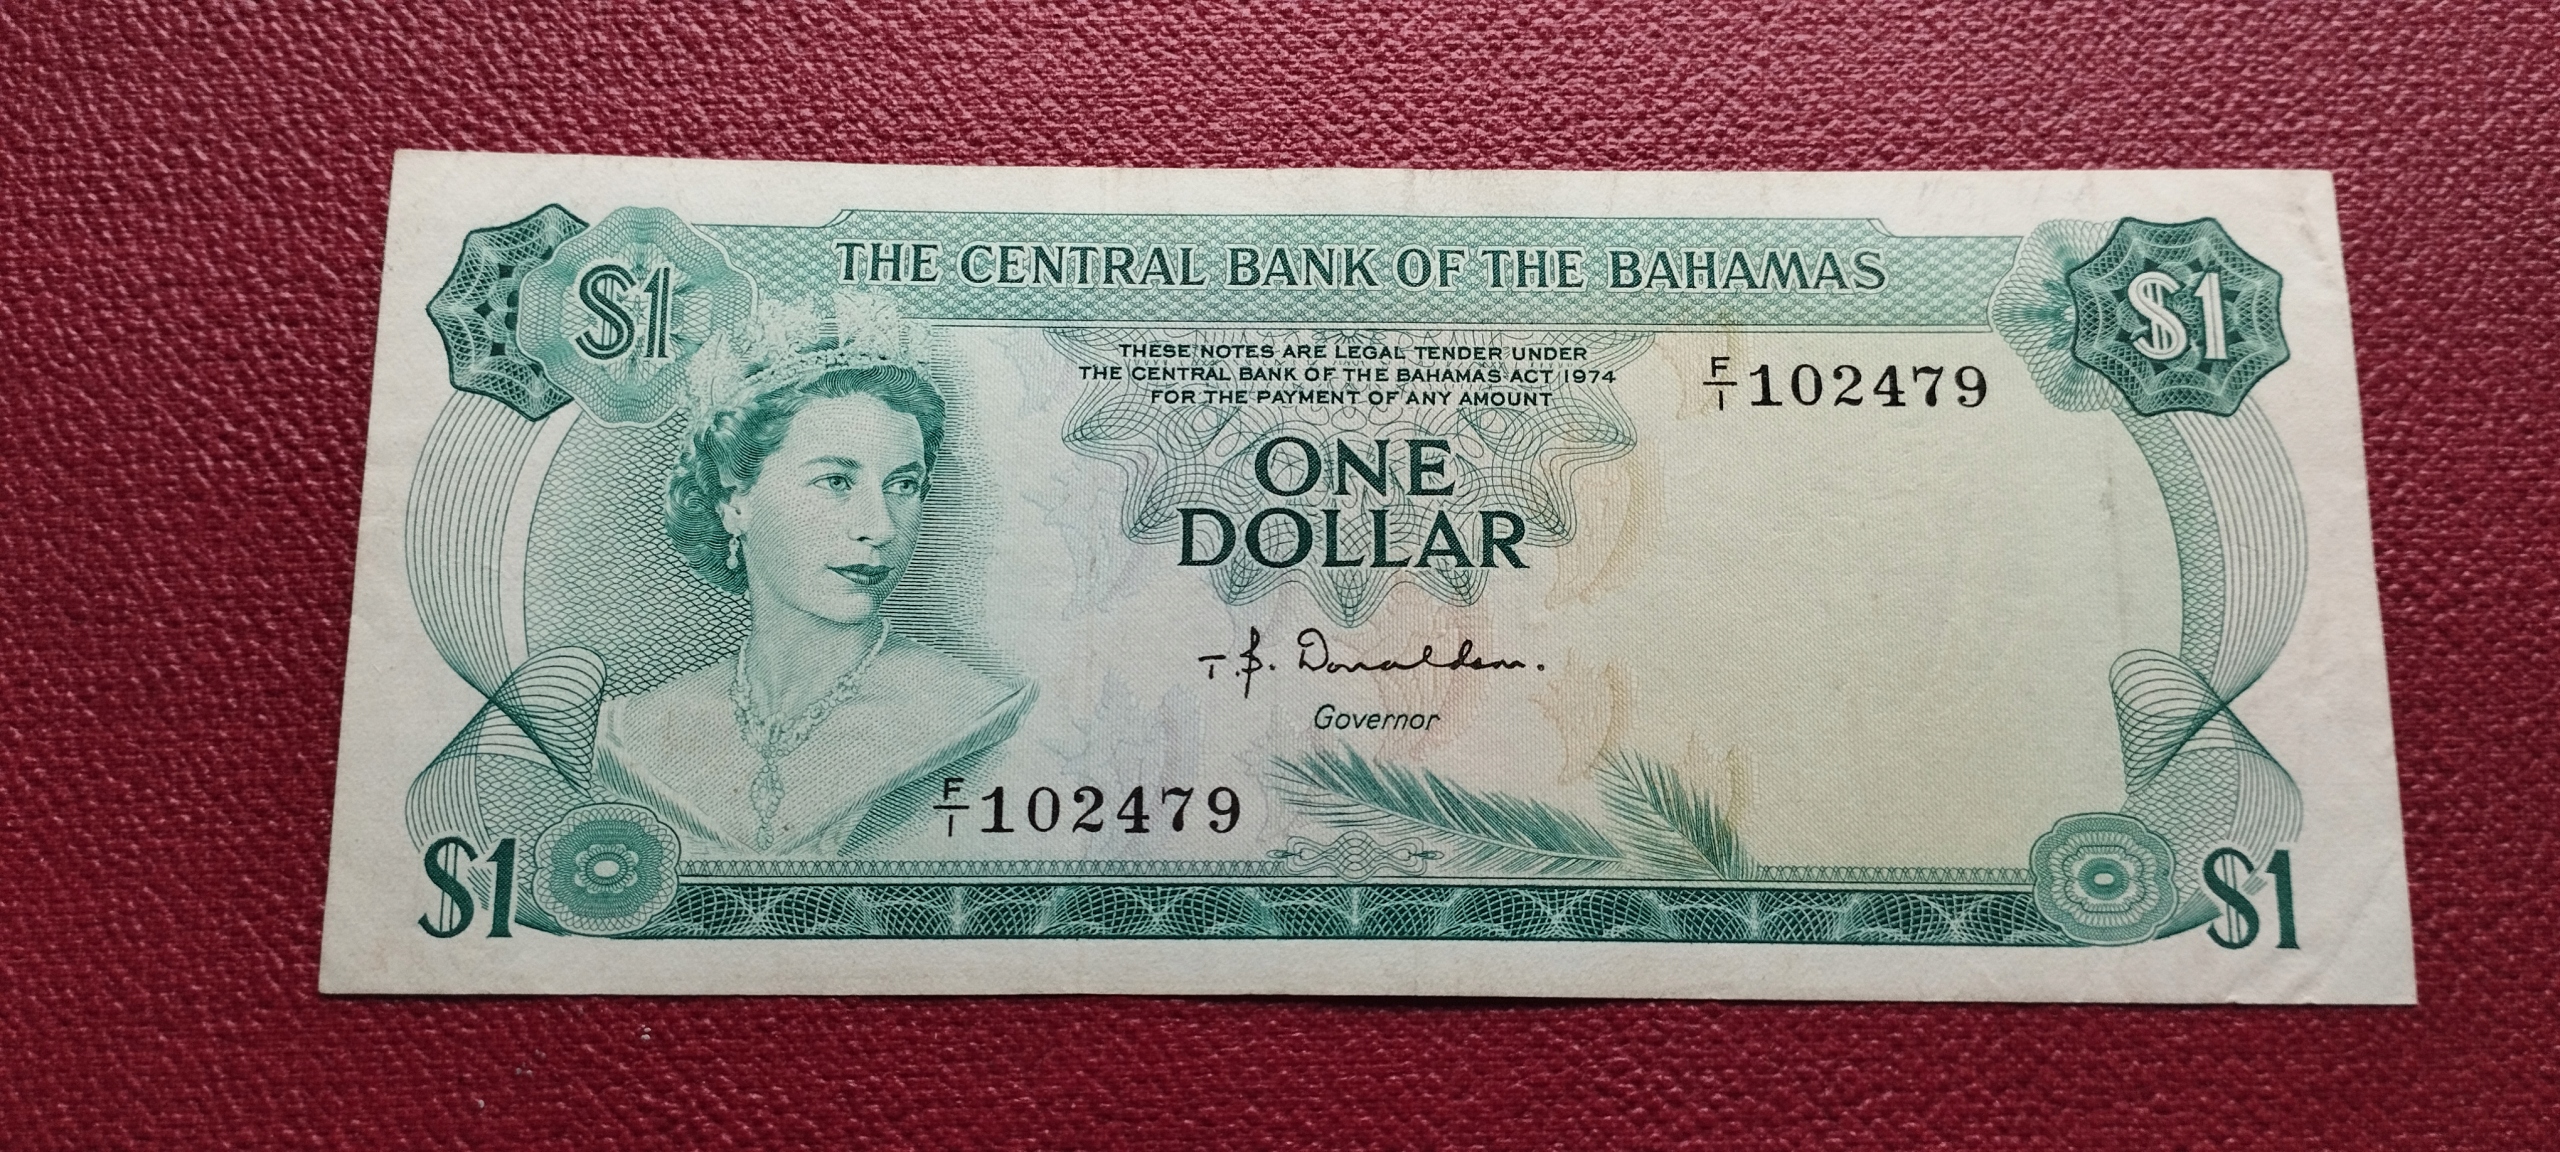 THE CENTRAL BANK OF THE BAHAMAS
$1
$1
THESE NOTES ARE LEGAL TENDER UNDER
THE CENTRAL BANK OF THE BAHAMAS ACT 1974
FOR THE PAYMENT OF ANY AMOUNT
F/1 102479
ONE
DOLLAR
T.B. Donaldson.
Governor
F/1 102479
$1
$1